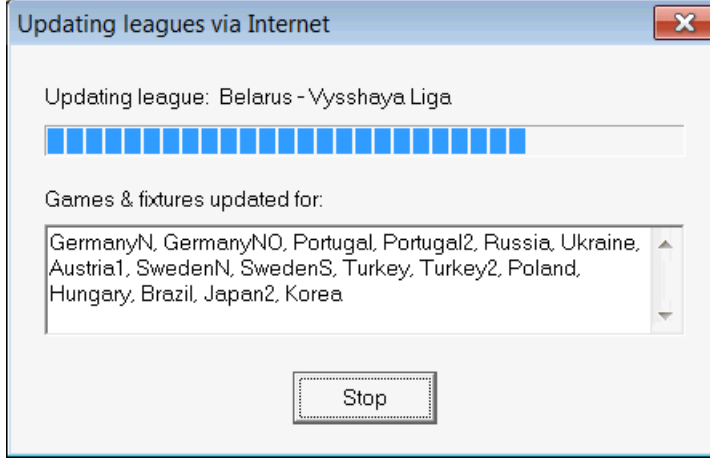 Updating leagues via Internet
Updating league: Belarus - Vysshaya Liga
Games & fixtures updated for:
GermanyN, GermanyNO, Portugal, Portugal2, Russia, Ukraine,
Austria1, SwedenN, SwedenS, Turkey, Turkey2, Poland,
Hungary, Brazil, Japan2, Korea
Stop